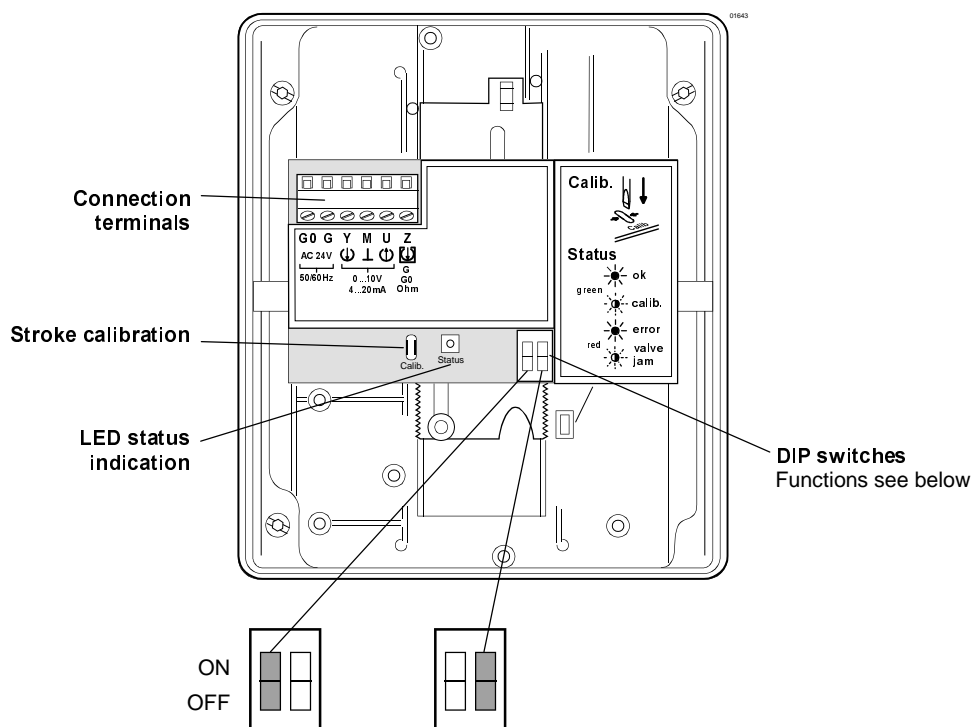 01643
Connection
terminals
G0 G Y M U Z
AC 24V
50/60Hz
0 ...10V
4 ...20mA
G
G0
Ohm
Calib.
Calib
Status
ok
green
calib.
error
red
valve
jam
Stroke calibration
Calib.
Status
LED status
indication
DIP switches
Functions see below
ON
OFF